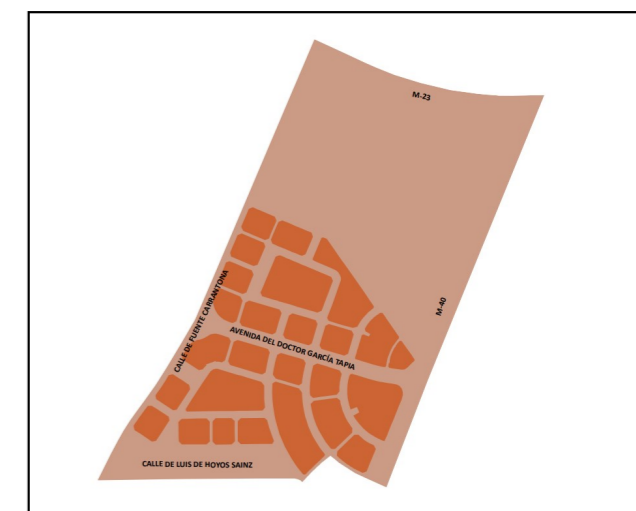 M-23
M-40
CALLE DE FUENTE CARRANTONA
AVENIDA DEL DOCTOR GARCÍA TAPIA
CALLE DE LUIS DE HOYOS SAINZ